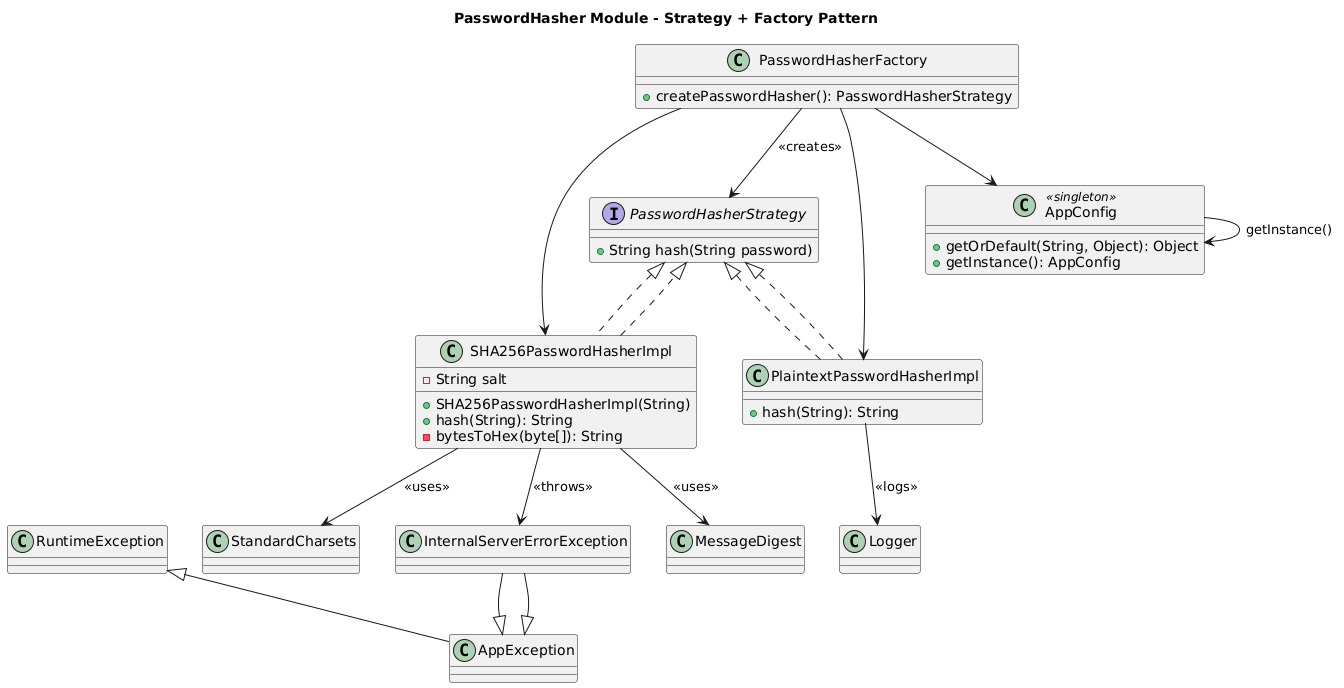 PasswordHasher Module - Strategy + Factory Pattern
C PasswordHasherFactory
createPasswordHasher(): PasswordHasherStrategy
«creates»
I PasswordHasherStrategy
String hash(String password)
«singleton»
C AppConfig
getOrDefault(String, Object): Object
getInstance(): AppConfig
getInstance()
C SHA256PasswordHasherImpl
String salt
SHA256PasswordHasherImpl(String)
hash(String): String
bytesToHex(byte[]): String
C PlaintextPasswordHasherImpl
hash(String): String
«uses»
«throws»
«uses»
«logs»
C RuntimeException
C StandardCharsets
C InternalServerErrorException
C MessageDigest
C Logger
C AppException